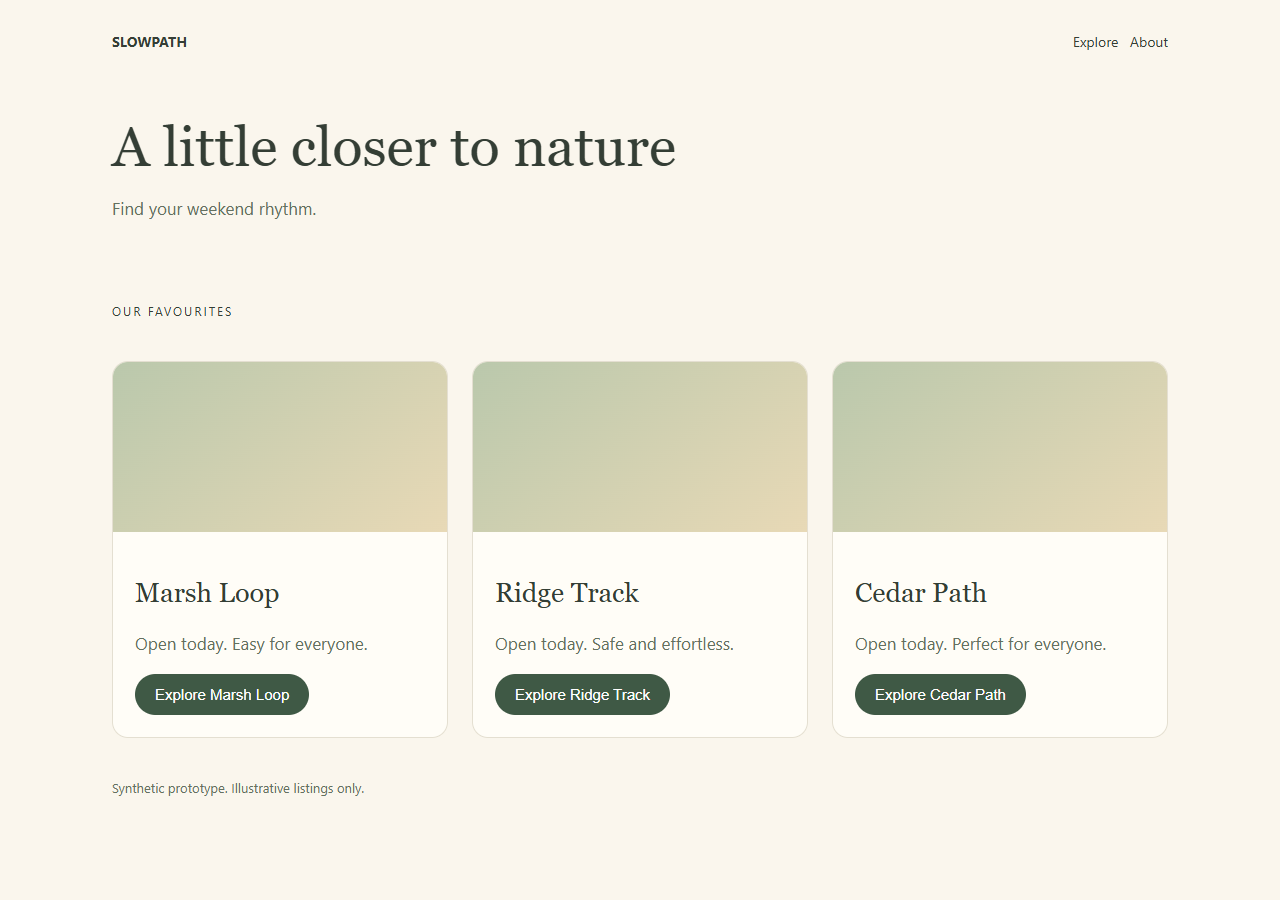 SLOWPATH
Explore About
A little closer to nature
Find your weekend rhythm.
OUR FAVOURITES
Marsh Loop
Open today. Easy for everyone.
Explore Marsh Loop
Ridge Track
Open today. Safe and effortless.
Explore Ridge Track
Cedar Path
Open today. Perfect for everyone.
Explore Cedar Path
Synthetic prototype. Illustrative listings only.